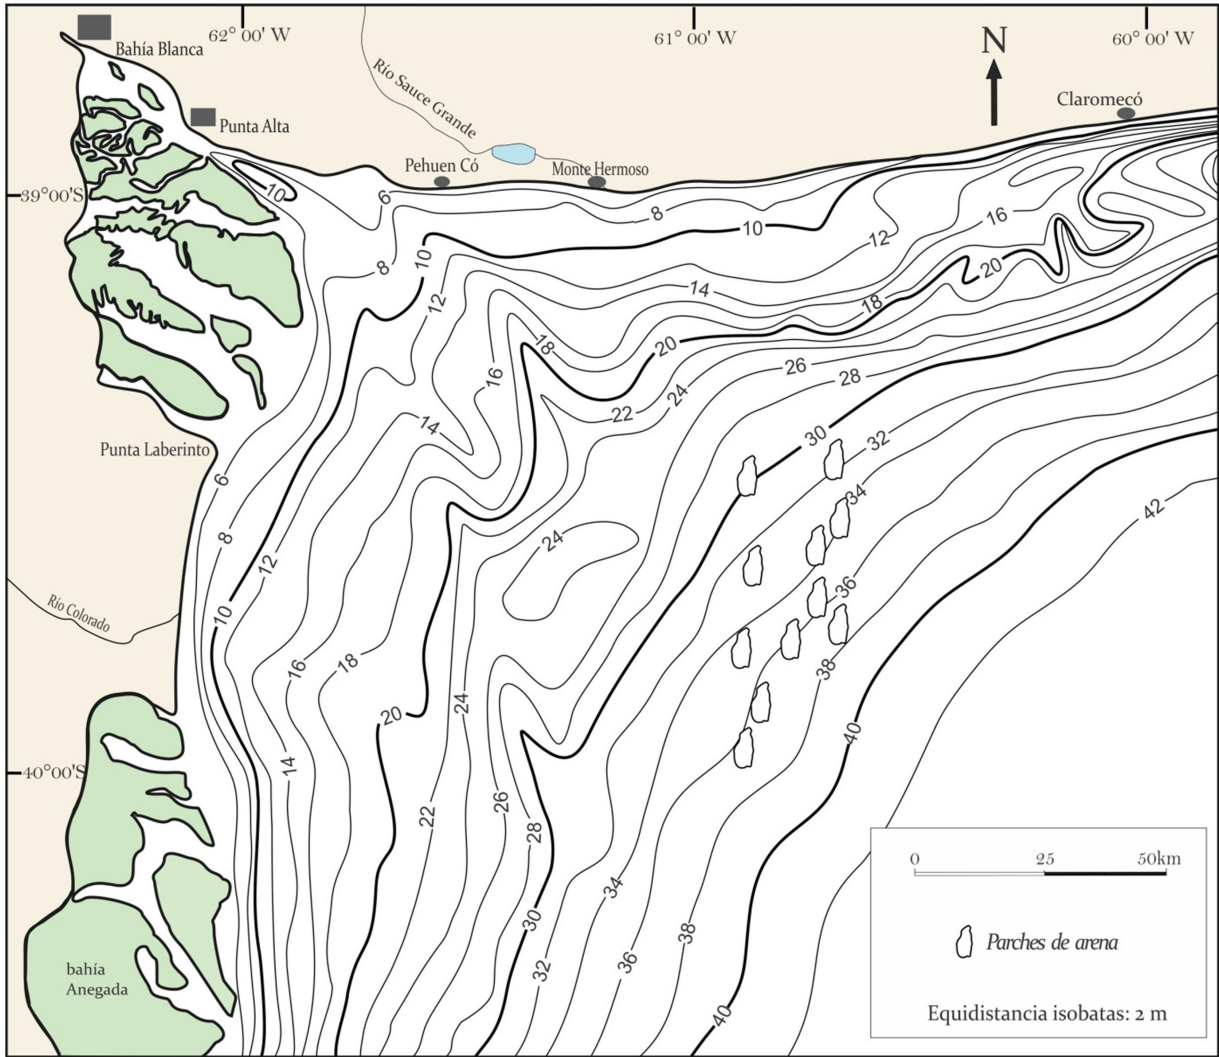 62° 00' W
61° 00' W
60° 00' W
Bahía Blanca
N
Río Sauce Grande
Claromecó
Punta Alta
Pehuen Có
Monte Hermoso
39°00'S
10
6
8
16
10
12
8
10
20
14
12
18
18
20
26
16
28
24
22
14
30
32
Punta Laberinto
6
34
42
8
24
12
36
Río Colorado
10
16
18
38
24
20
40
40°00'S
14
26
22
28
0
25
50km
34
30
38
Parches de arena
36
32
bahía
Anegada
40
Equidistancia isobatas: 2 m